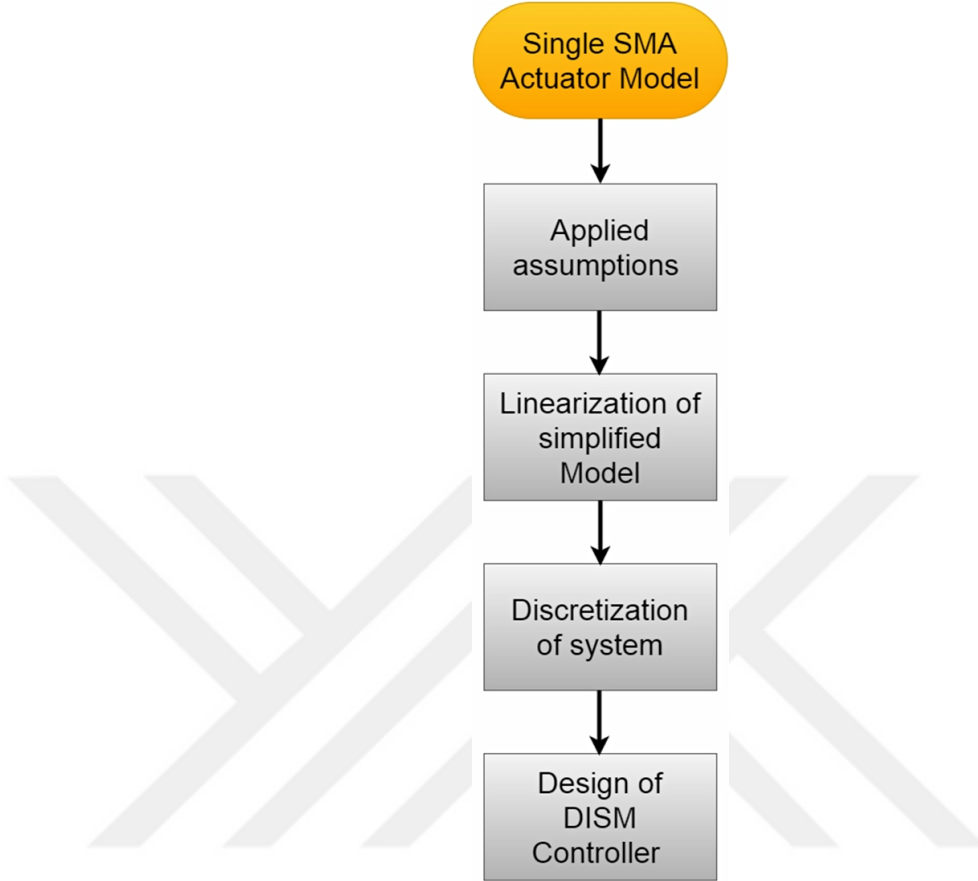 Single SMA
Actuator Model
Applied
assumptions
Linearization of
simplified
Model
Discretization
of system
Design of
DISM
Controller